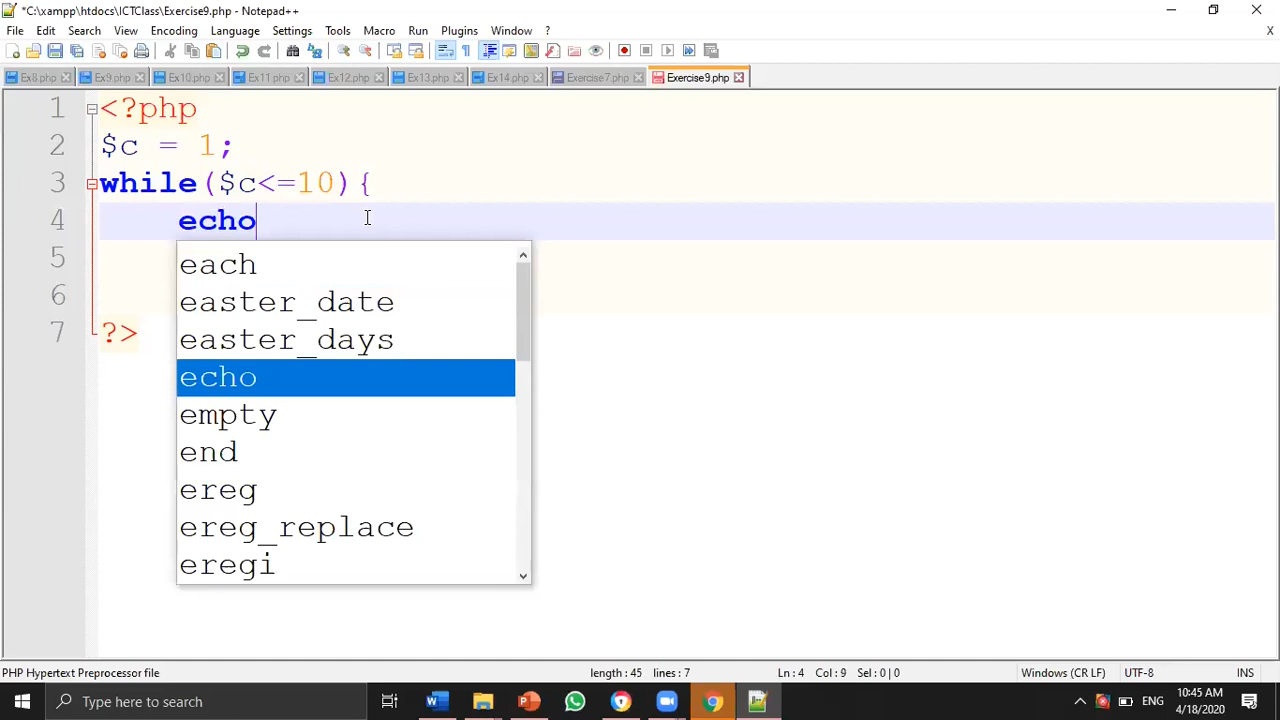 *C:\xampp\htdocs\ICTClass\Exercise9.php - Notepad++
File Edit Search View Encoding Language Settings Tools Macro Run Plugins Window ? X
Ex8.php Ex9.php Ex10.php Ex11.php Ex12.php Ex13.php Ex14.php Exercise7.php Exercise9.php
1 <?php
2 $c = 1;
3 while($c<=10){
4 echo
5
6
7 ?>
each
easter_date
easter_days
echo
empty
end
ereg
ereg_replace
eregi
PHP Hypertext Preprocessor file length : 45 lines : 7 Ln : 4 Col : 9 Sel : 0 | 0 Windows (CR LF) UTF-8 INS
Type here to search ENG 10:45 AM
4/18/2020